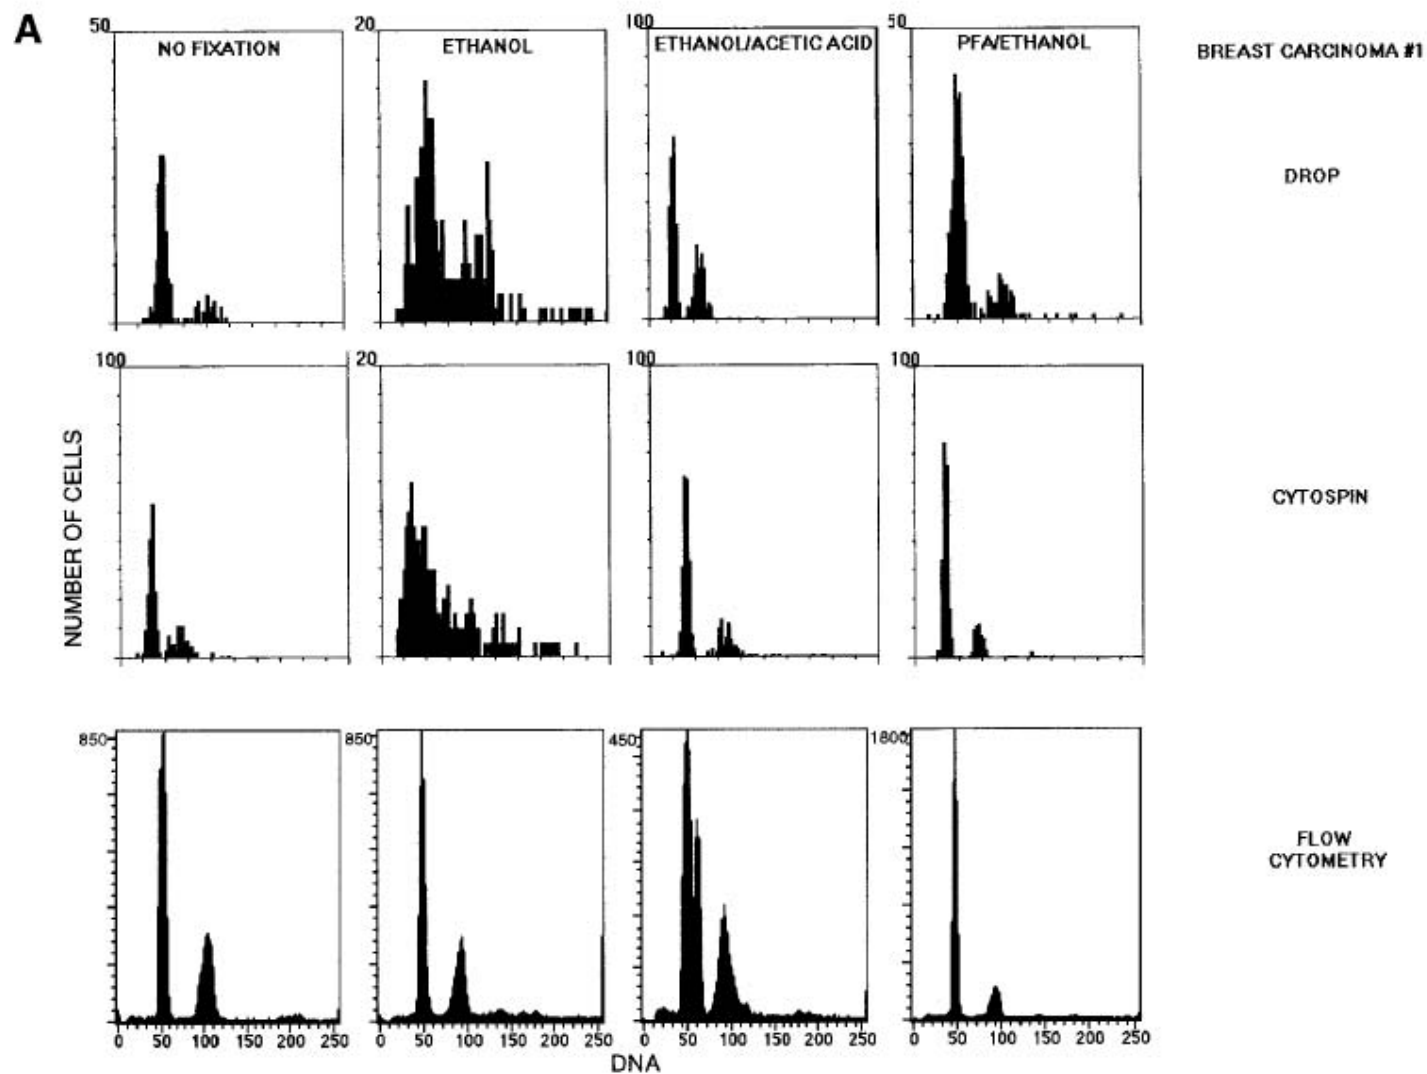 A
50 20 100 50
NO FIXATION ETHANOL ETHANOL/ACETIC ACID PFA/ETHANOL BREAST CARCINOMA #1
DROP
100 20 100 100
NUMBER OF CELLS
CYTOSPIN
850 850 450 1800
FLOW
CYTOMETRY
0 50 100 150 200 250 0 50 100 150 200 250 0 50 100 150 200 250 0 50 100 150 200 250
DNA